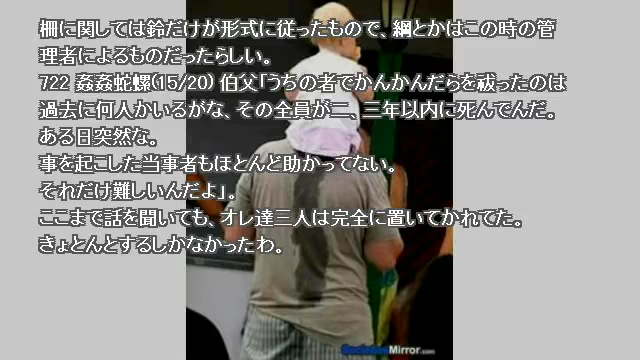 柵に関しては鈴だけが形式に従ったもので、綱とかはこの時の管
理者によるものだったらしい。
722 姦姦蛇螺(15/20) 伯父「うちの者でかんかんだらを祓ったのは
過去に何人かいるがな、その全員が二、三年以内に死んでんだ。
ある日突然な。
事を起こした当事者もほとんど助かってない。
それだけ難しいんだよ」。
ここまで話を聞いても、オレ達三人は完全に置いてかれてた。
きょとんとするしかなかったわ。
SocieteeMirror.com